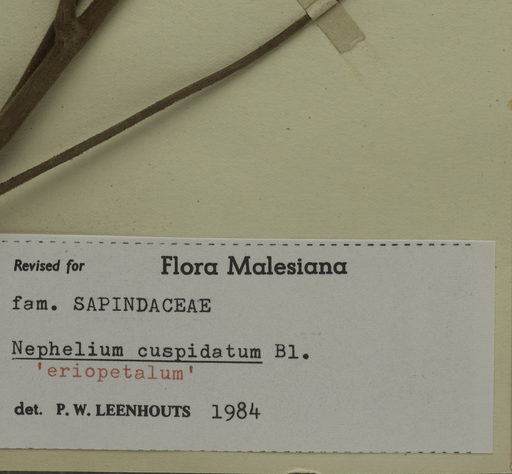 Revised for Flora Malesiana
fam. SAPINDACEAE
Nephelium cuspidatum Bl.
'eriopetalum'
det. P. W. LEENHOUTS 1984